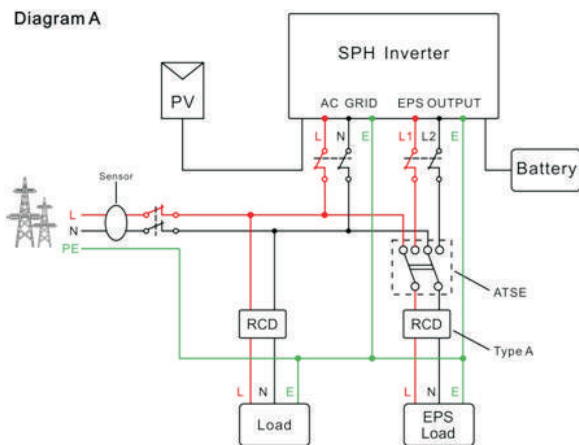 Diagram A
SPH Inverter
PV
AC GRID EPS OUTPUT
L N E L1 L2 E
Battery
Sensor
L
N
PE
ATSE
RCD RCD
Type A
L N E L N E
Load
EPS
Load